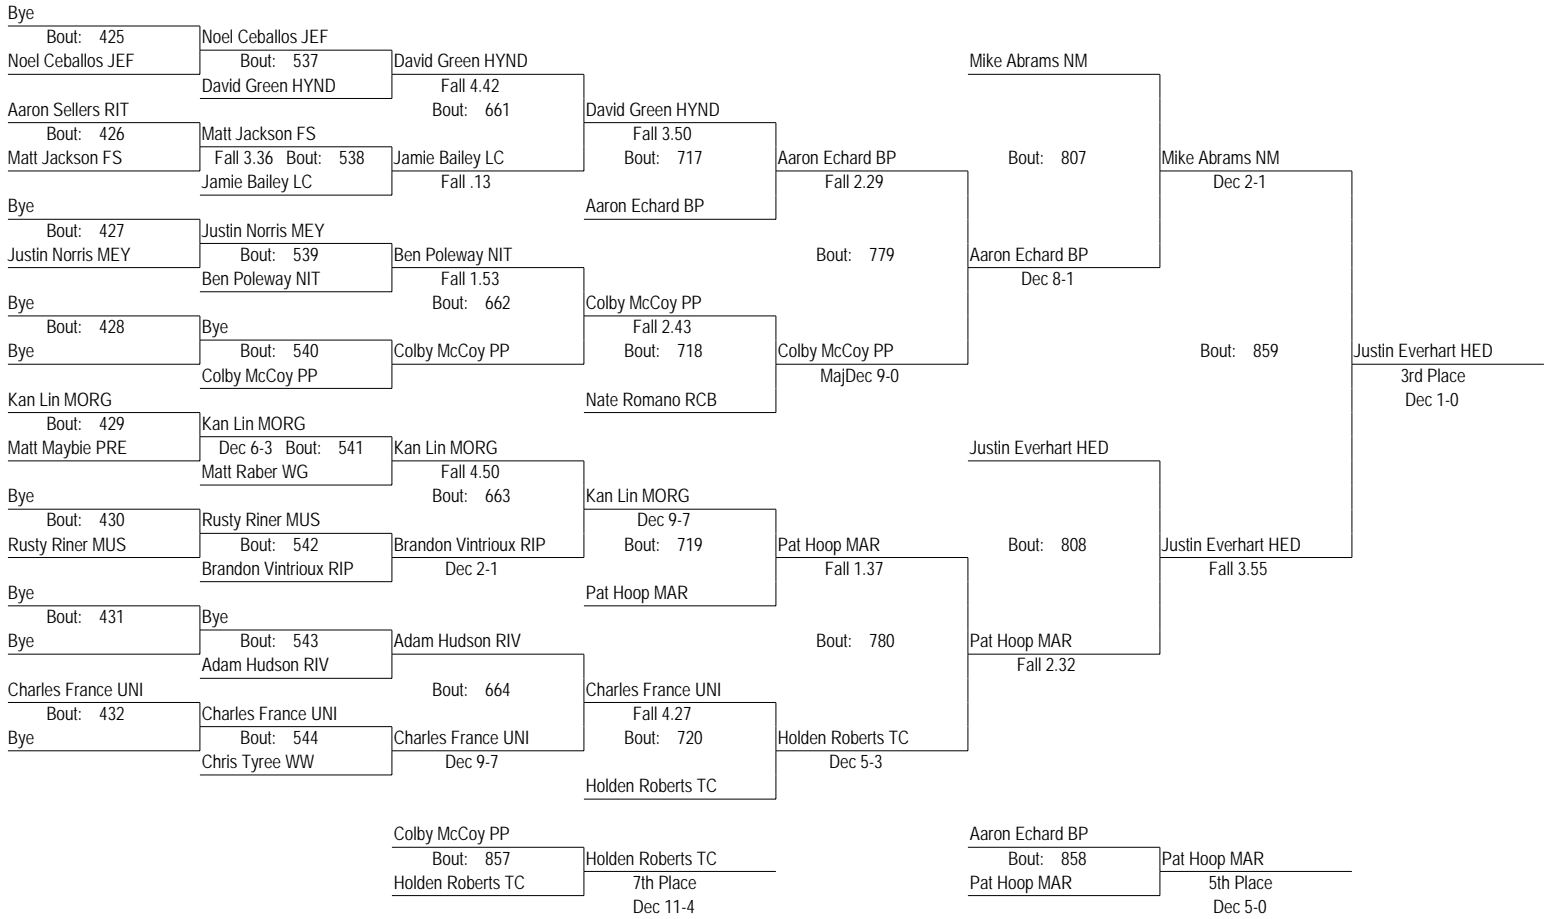 Bye
Bout: 425
Noel Ceballos JEF
Aaron Sellers RIT
Bout: 426
Matt Jackson FS
Bye
Bout: 427
Justin Norris MEY
Bye
Bout: 428
Bye
Kan Lin MORG
Bout: 429
Matt Maybie PRE
Bye
Bout: 430
Rusty Riner MUS
Bye
Bout: 431
Bye
Charles France UNI
Bout: 432
Bye
Noel Ceballos JEF
Bout: 537
David Green HYND
Matt Jackson FS
Fall 3.36 Bout: 538
Jamie Bailey LC
Justin Norris MEY
Bout: 539
Ben Poleway NIT
Bye
Bout: 540
Colby McCoy PP
Kan Lin MORG
Dec 6-3 Bout: 541
Matt Raber WG
Rusty Riner MUS
Bout: 542
Brandon Vintrioux RIP
Bye
Bout: 543
Adam Hudson RIV
Charles France UNI
Bout: 544
Chris Tyree WW
David Green HYND
Fall 4.42
Bout: 661
Jamie Bailey LC
Fall .13
Ben Poleway NIT
Fall 1.53
Bout: 662
Colby McCoy PP
Kan Lin MORG
Fall 4.50
Bout: 663
Brandon Vintrioux RIP
Dec 2-1
Adam Hudson RIV
Bout: 664
Charles France UNI
Dec 9-7
David Green HYND
Fall 3.50
Bout: 717
Aaron Echard BP
Colby McCoy PP
Fall 2.43
Bout: 718
Nate Romano RCB
Kan Lin MORG
Dec 9-7
Bout: 719
Pat Hoop MAR
Charles France UNI
Fall 4.27
Bout: 720
Holden Roberts TC
Aaron Echard BP
Fall 2.29
Bout: 779
Colby McCoy PP
MajDec 9-0
Pat Hoop MAR
Fall 1.37
Bout: 780
Holden Roberts TC
Dec 5-3
Mike Abrams NM
Bout: 807
Aaron Echard BP
Dec 8-1
Justin Everhart HED
Bout: 808
Pat Hoop MAR
Fall 2.32
Mike Abrams NM
Dec 2-1
Bout: 859
Justin Everhart HED
Fall 3.55
Justin Everhart HED
3rd Place
Dec 1-0
Colby McCoy PP
Bout: 857
Holden Roberts TC
Holden Roberts TC
7th Place
Dec 11-4
Aaron Echard BP
Bout: 858
Pat Hoop MAR
Pat Hoop MAR
5th Place
Dec 5-0